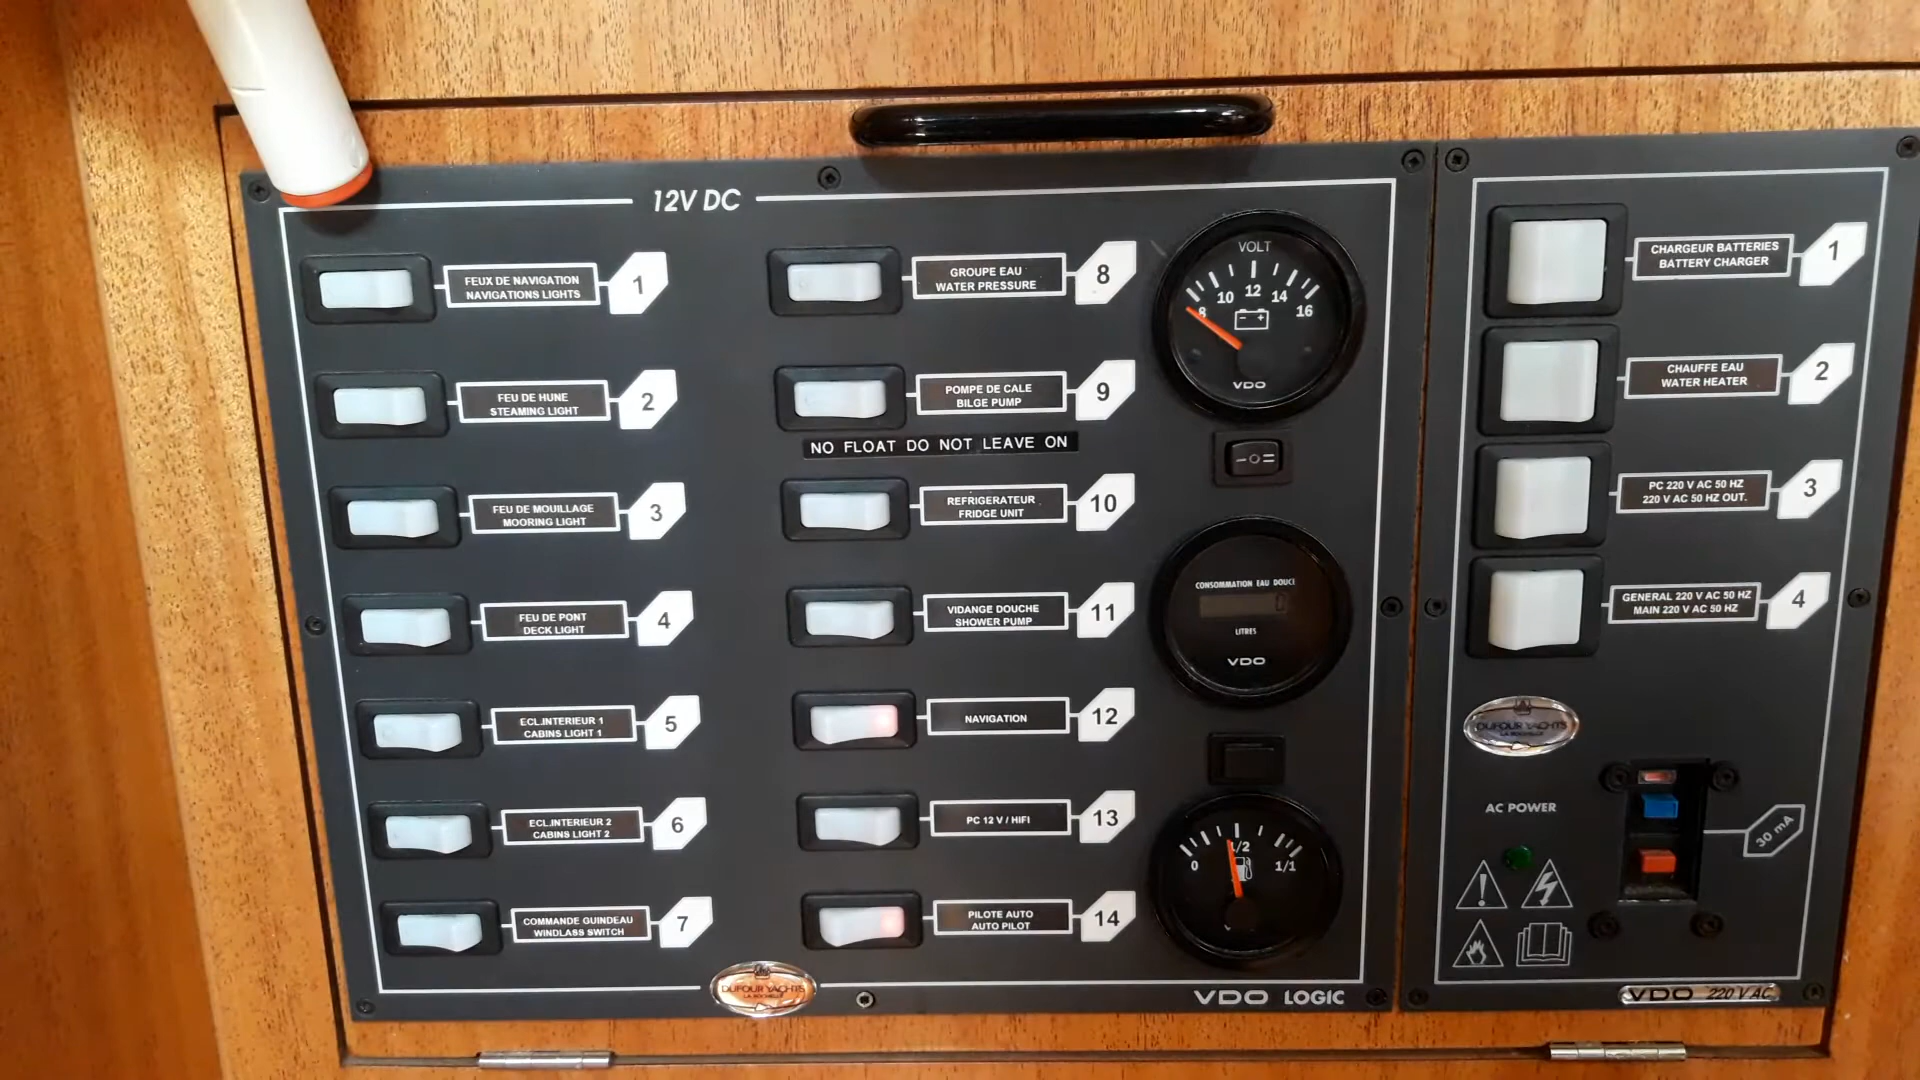 12V DC
FEUX DE NAVIGATION
NAVIGATIONS LIGHTS
1
FEU DE HUNE
STEAMING LIGHT
2
FEU DE MOUILLAGE
MOORING LIGHT
3
FEU DE PONT
DECK LIGHT
4
ECL.INTERIEUR 1
CABINS LIGHT 1
5
ECL.INTERIEUR 2
CABINS LIGHT 2
6
COMMANDE GUINDEAU
WINDLASS SWITCH
7
GROUPE EAU
WATER PRESSURE
8
POMPE DE CALE
BILGE PUMP
9
NO FLOAT DO NOT LEAVE ON
REFRIGERATEUR
FRIDGE UNIT
10
VIDANGE DOUCHE
SHOWER PUMP
11
NAVIGATION
12
PC 12 V / HIFI
13
PILOTE AUTO
AUTO PILOT
14
VOLT
8 10 12 14 16
- +
VDO
CONSOMMATION EAU DOUCE
0
LITRES
VDO
0 1/2 1/1
DUFOUR YACHTS
LA ROCHELLE
VDO LOGIC
CHARGEUR BATTERIES
BATTERY CHARGER
1
CHAUFFE EAU
WATER HEATER
2
PC 220 V AC 50 HZ
220 V AC 50 HZ OUT.
3
GENERAL 220 V AC 50 HZ
MAIN 220 V AC 50 HZ
4
DUFOUR YACHTS
LA ROCHELLE
AC POWER
30 mA
VDO 220 V AC